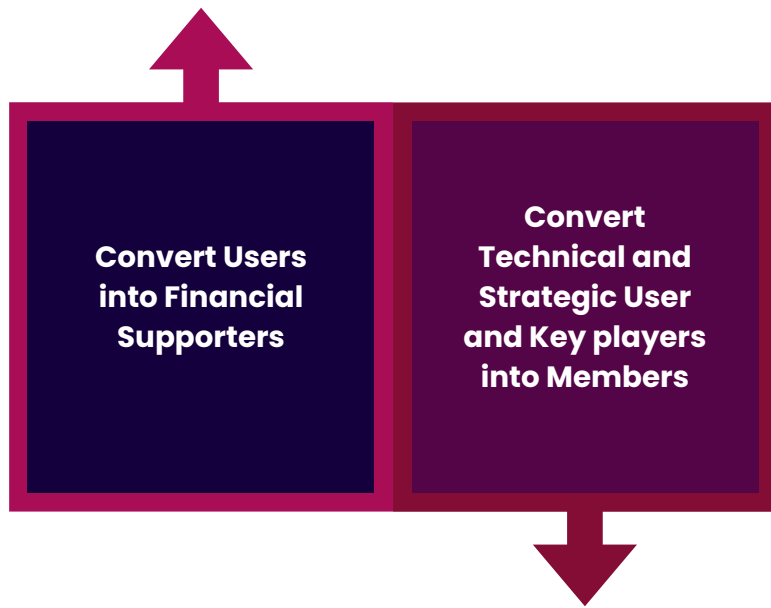 Convert Users
into Financial
Supporters
Convert
Technical and
Strategic User
and Key players
into Members